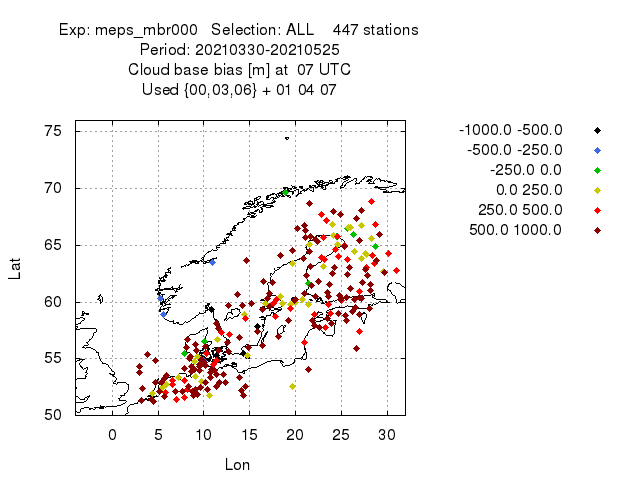 Exp: meps_mbr000 Selection: ALL 447 stations
Period: 20210330-20210525
Cloud base bias [m] at 07 UTC
Used {00,03,06} + 01 04 07
-1000.0 -500.0
-500.0 -250.0
-250.0 0.0
0.0 250.0
250.0 500.0
500.0 1000.0
Lat
75
70
65
60
55
50
0 5 10 15 20 25 30
Lon